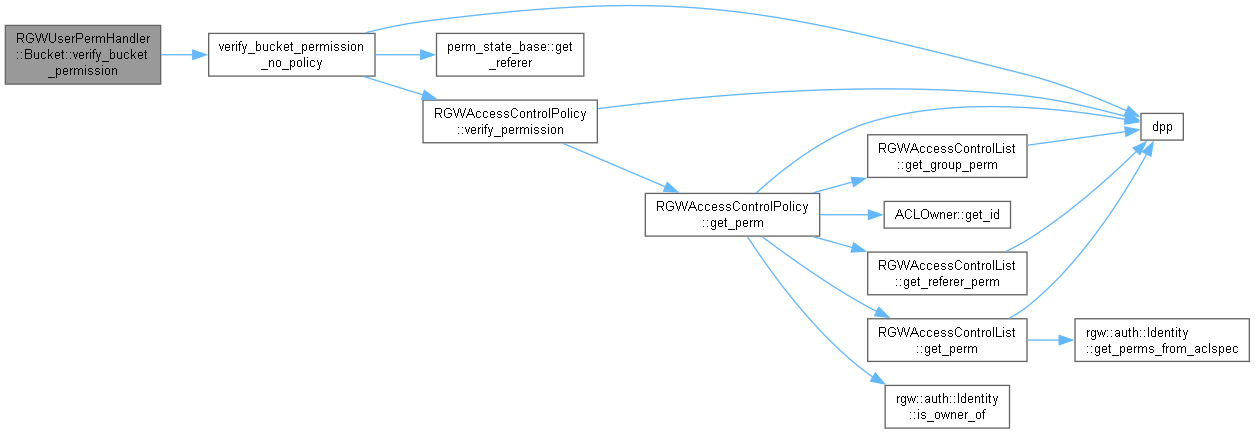 RGWUserPermHandler
::Bucket::verify_bucket
_permission
verify_bucket_permission
_no_policy
perm_state_base::get
_referer
RGWAccessControlPolicy
::verify_permission
dpp
RGWAccessControlList
::get_group_perm
RGWAccessControlPolicy
::get_perm
ACLOwner::get_id
RGWAccessControlList
::get_referer_perm
RGWAccessControlList
::get_perm
rgw::auth::Identity
::get_perms_from_aclspec
rgw::auth::Identity
::is_owner_of